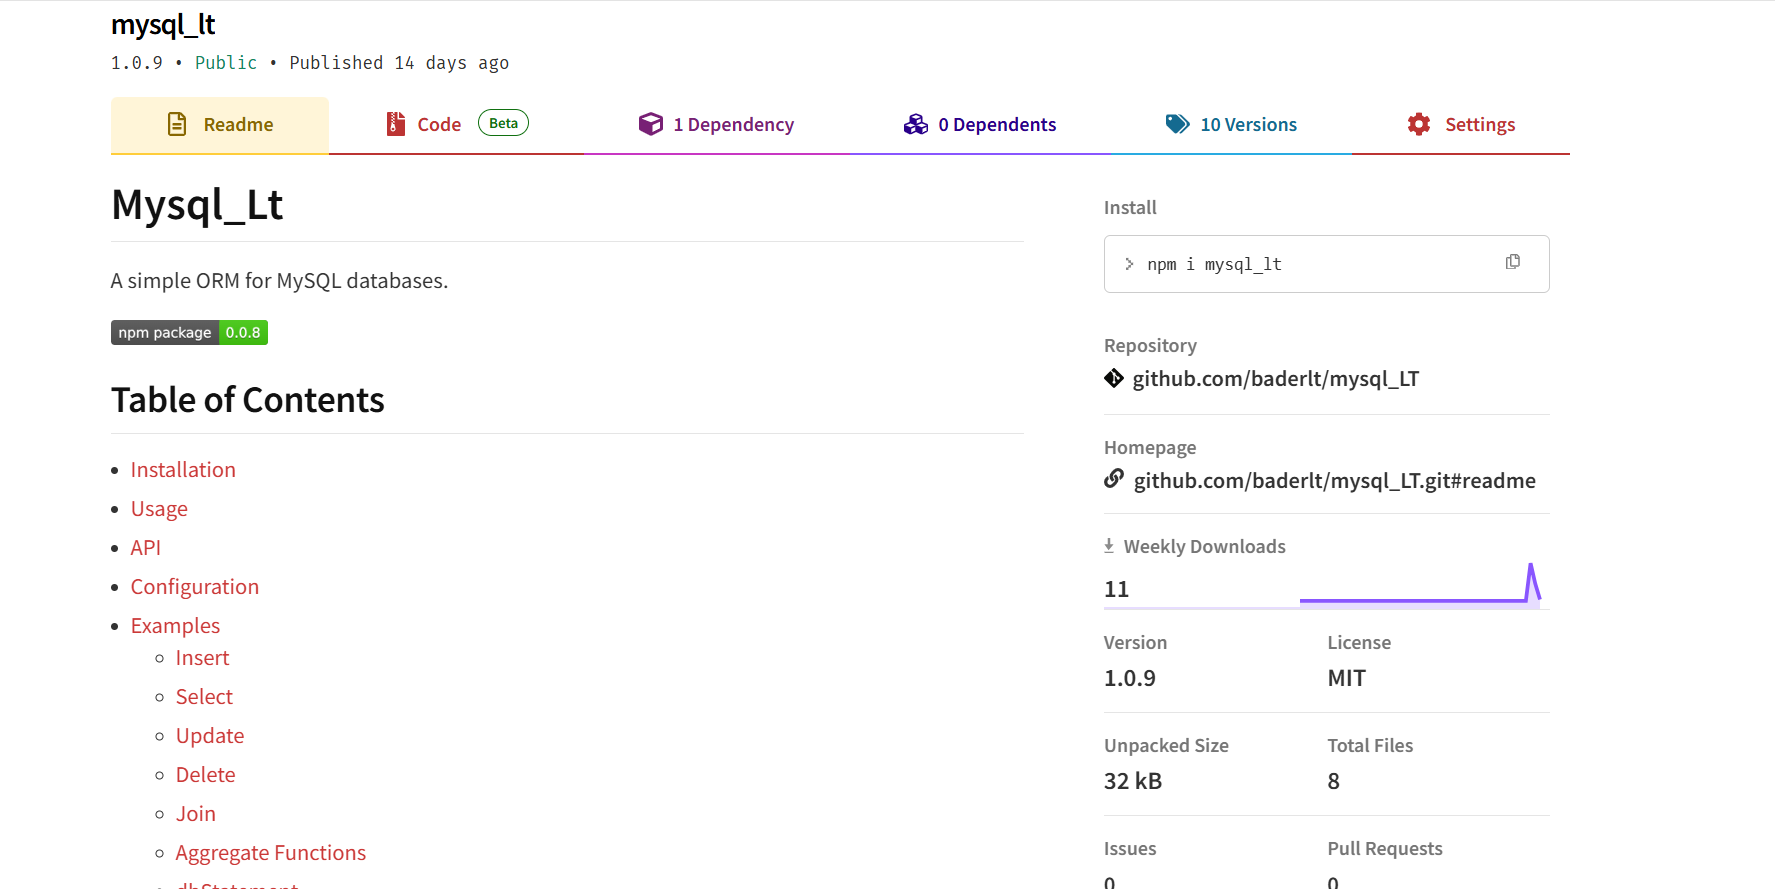 mysql_lt
1.0.9 • Public • Published 14 days ago
Readme
Code Beta
1 Dependency
0 Dependents
10 Versions
Settings
Mysql_Lt
A simple ORM for MySQL databases.
npm package 0.0.8
Table of Contents
• Installation
• Usage
• API
• Configuration
• Examples
◦ Insert
◦ Select
◦ Update
◦ Delete
◦ Join
◦ Aggregate Functions
◦ dbStatement
Install
> npm i mysql_lt
Repository
github.com/baderlt/mysql_LT
Homepage
github.com/baderlt/mysql_LT.git#readme
Weekly Downloads
11
Version
1.0.9
License
MIT
Unpacked Size
32 kB
Total Files
8
Issues
0
Pull Requests
0